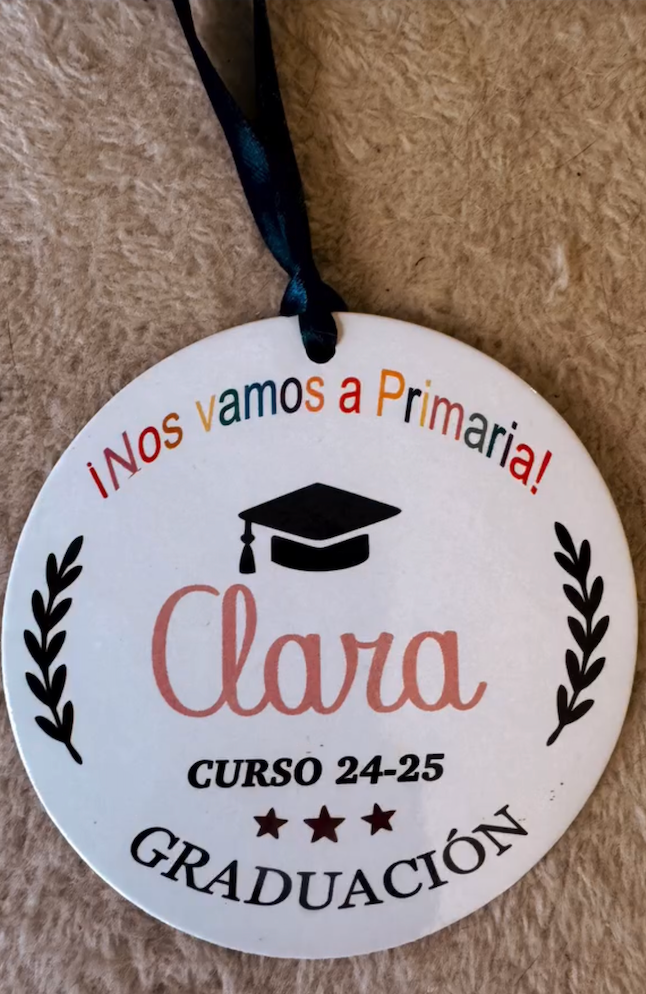 ¡Nos vamos a Primaria!
Clara
CURSO 24-25
GRADUACIÓN